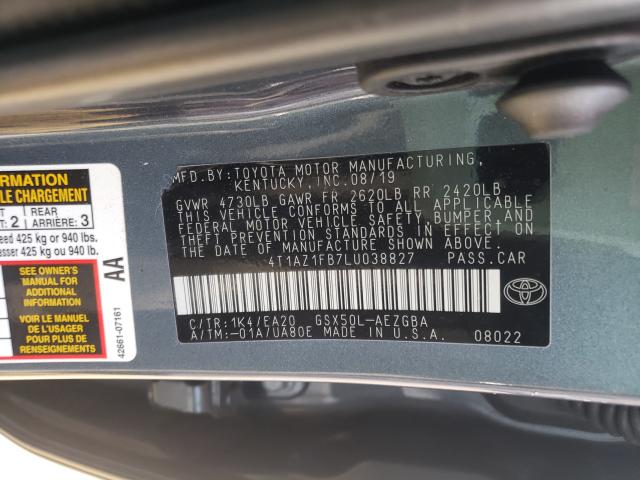 FORMATION
LE CHARGEMENT
2 REAR
ARRIÈRE: 3
eed 425 kg or 940 lbs.
esser 425 kg ou 940 lb.
SEE OWNER'S
MANUAL FOR
ADDITIONAL
VOIR LE MANUEL
DE L'USAGER
POUR PLUS DE
RENSEIGNEMENTS
AA
42661-07161
MFD.BY:TOYOTA MOTOR MANUFACTURING,
KENTUCKY,INC.08/19
GVWR 4730LB GAWR FR 2620LB RR 2420LB
THIS VEHICLE CONFORMS TO ALL APPLICABLE
FEDERAL MOTOR VEHICLE SAFETY,BUMPER AND
THEFT PREVENTION STANDARDS IN EFFECT ON
THE DATE OF MANUFACTURE SHOWN ABOVE.
4T1AZ1FB7LU038827 PASS.CAR
C/TR:1K4/EA20 GSX50L-AEZGBA
A/TM:-01A/UA80E MADE IN U.S.A. 08022
TOYOTA